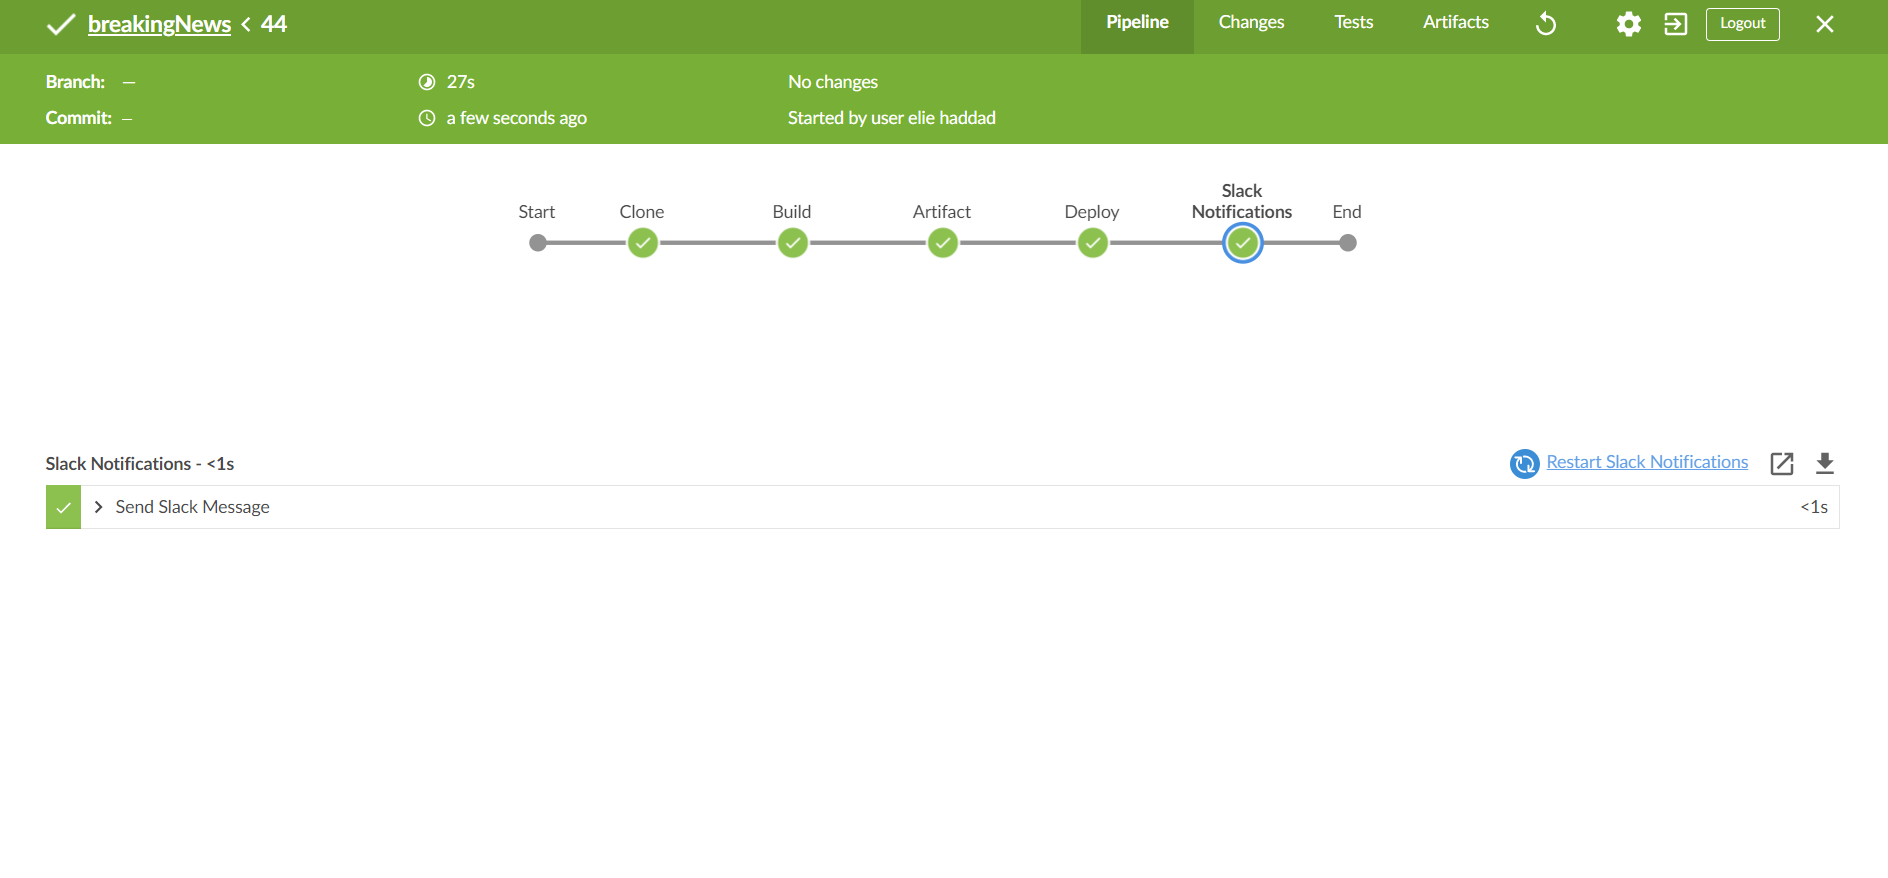 breakingNews < 44
Pipeline
Changes
Tests
Artifacts
Logout
Branch: —
27s
No changes
Commit: —
a few seconds ago
Started by user elie haddad
Start
Clone
Build
Artifact
Deploy
Slack
Notifications
End
Slack Notifications - <1s
Restart Slack Notifications
Send Slack Message
<1s